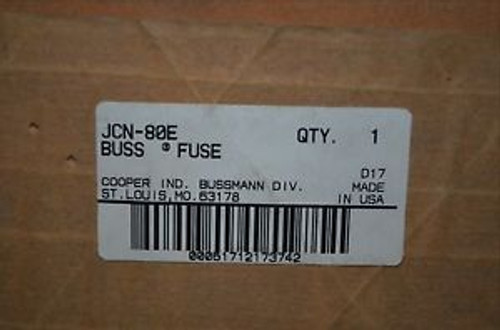 JCN-80E QTY. 1
BUSS ® FUSE
D17
COOPER IND. BUSSMANN DIV. MADE
ST.LOUIS,MO.63178 IN USA
00051712173742